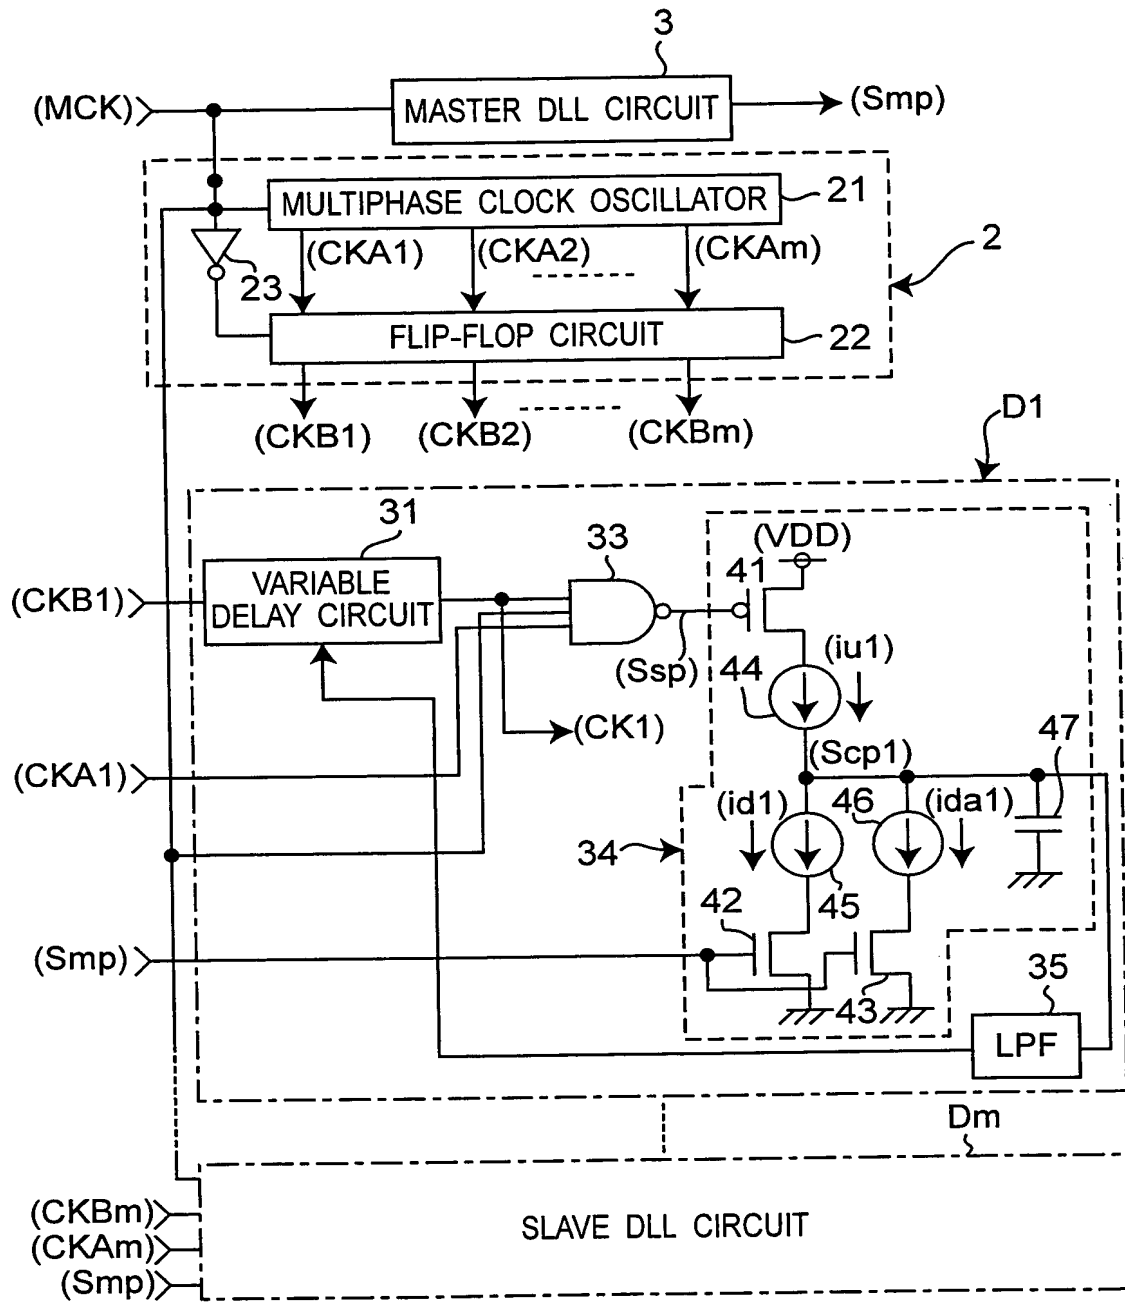 3
(MCK)
MASTER DLL CIRCUIT
(Smp)
MULTIPHASE CLOCK OSCILLATOR
21
(CKA1)
(CKA2)
(CKAm)
23
2
FLIP-FLOP CIRCUIT
22
(CKB1)
(CKB2)
(CKBm)
D1
31
33
(VDD)
41
(CKB1)
VARIABLE
DELAY CIRCUIT
(Ssp)
44
(iu1)
(CK1)
(Scp1)
47
(CKA1)
(id1)
46
(ida1)
34
42
45
(Smp)
43
35
LPF
Dm
(CKBm)
(CKAm)
(Smp)
SLAVE DLL CIRCUIT